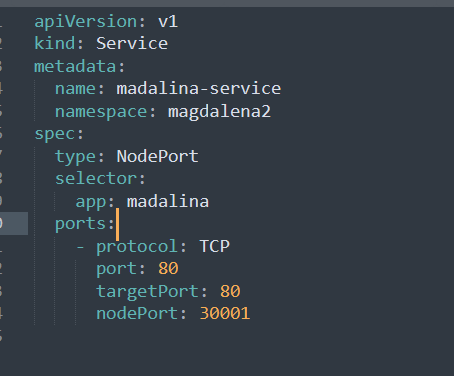 apiVersion: v1
kind: Service
metadata:
  name: madalina-service
  namespace: magdalena2
spec:
  type: NodePort
  selector:
    app: madalina
  ports:
    - protocol: TCP
      port: 80
      targetPort: 80
      nodePort: 30001